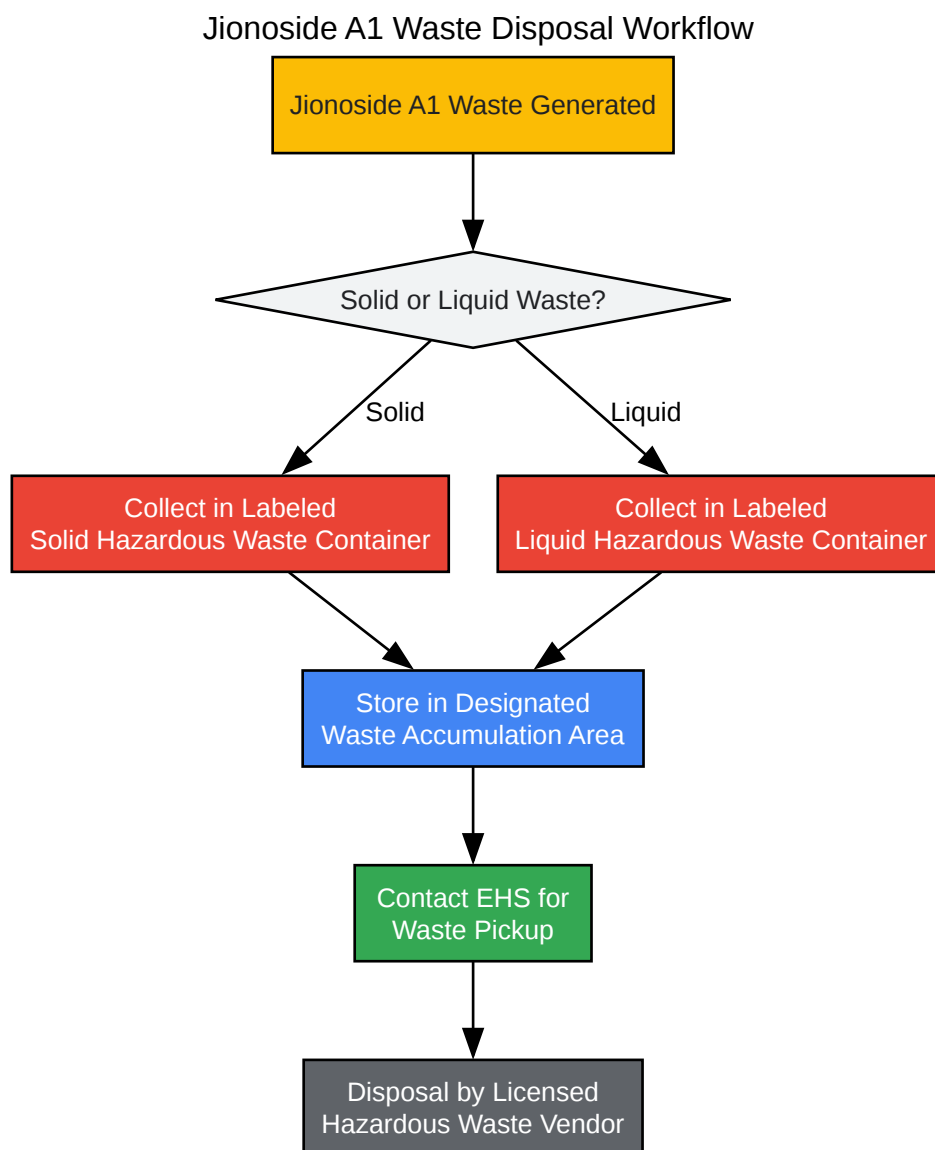 Jionoside A1 Waste Disposal Workflow
Jionoside A1 Waste Generated
Solid or Liquid Waste?
Solid
Liquid
Collect in Labeled
Solid Hazardous Waste Container
Collect in Labeled
Liquid Hazardous Waste Container
Store in Designated
Waste Accumulation Area
Contact EHS for
Waste Pickup
Disposal by Licensed
Hazardous Waste Vendor